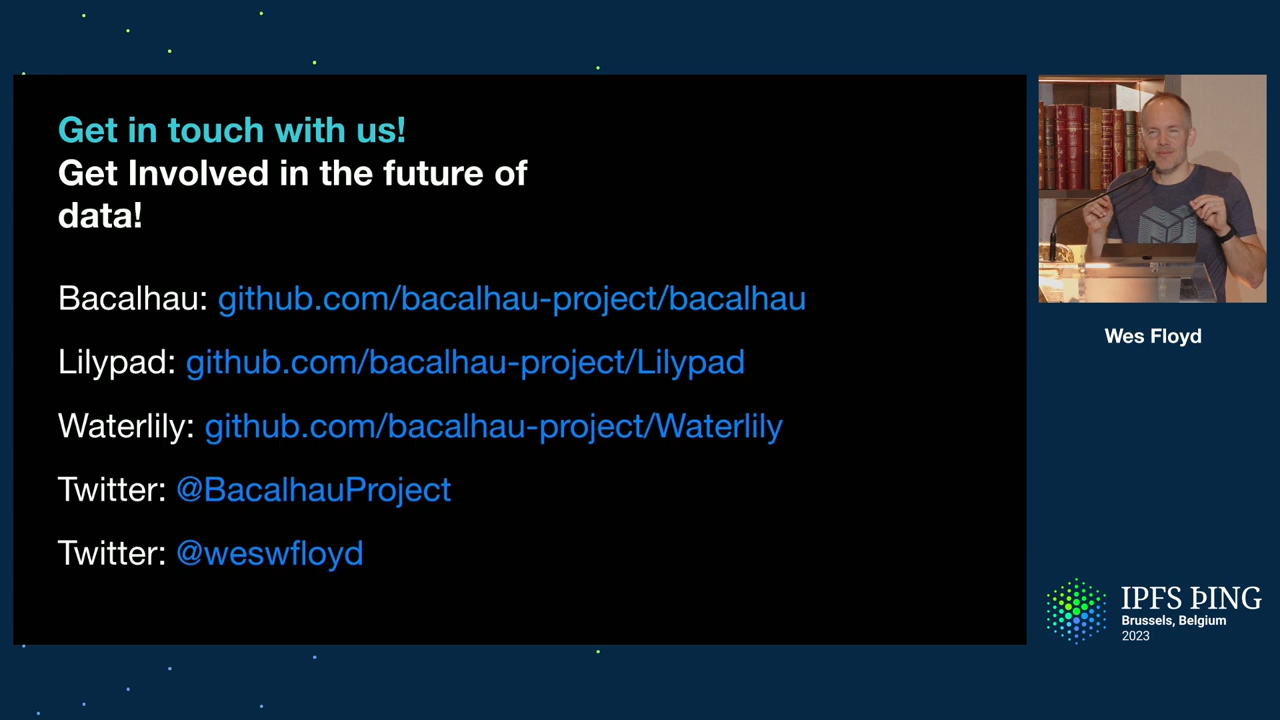 Get in touch with us!
Get Involved in the future of
data!
Bacalhau: github.com/bacalhau-project/bacalhau
Lilypad: github.com/bacalhau-project/Lilypad
Waterlily: github.com/bacalhau-project/Waterlily
Twitter: @BacalhauProject
Twitter: @weswfloyd
Wes Floyd
IPFS ÞING
Brussels, Belgium
2023